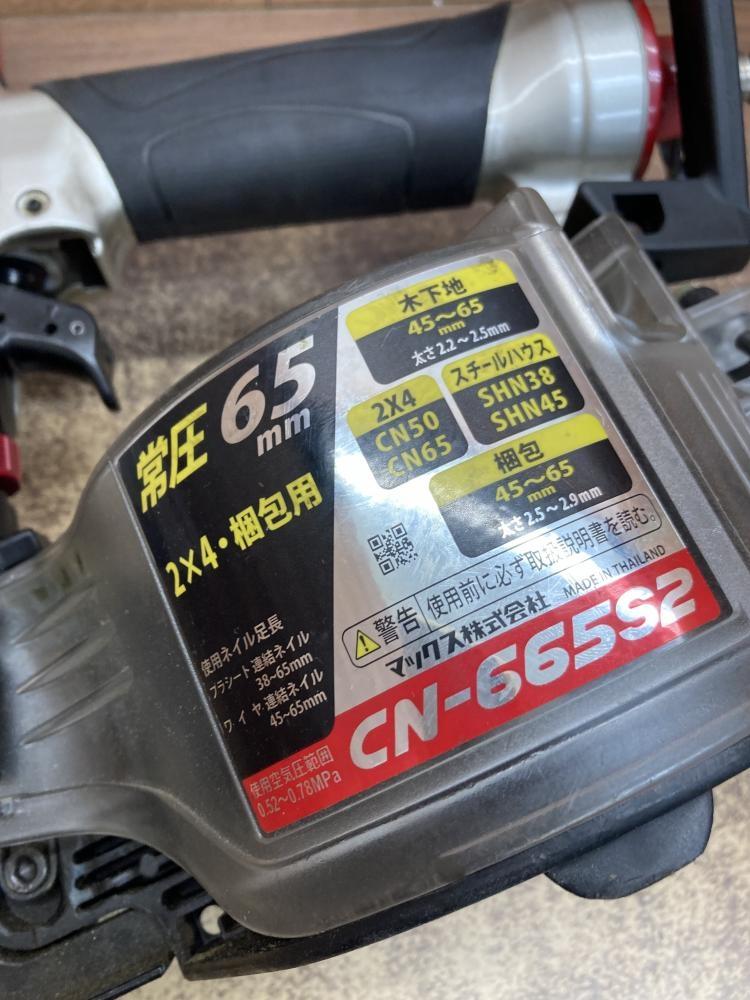 常圧 65
mm
2×4・梱包用
使用ネイル足長
プラシート連結ネイル
38~65mm
ワイヤ連結ネイル
45~65mm
使用空気圧範囲
0.52~0.78MPa
木下地
45~65
mm
太さ2.2~2.5mm
2X4
CN50
CN65
スチールハウス
SHN38
SHN45
梱包
45~65
mm
太さ2.5~2.9mm
警告 使用前に必ず取扱説明書を読む。
マックス株式会社 MADE IN THAILAND
CN-665S2